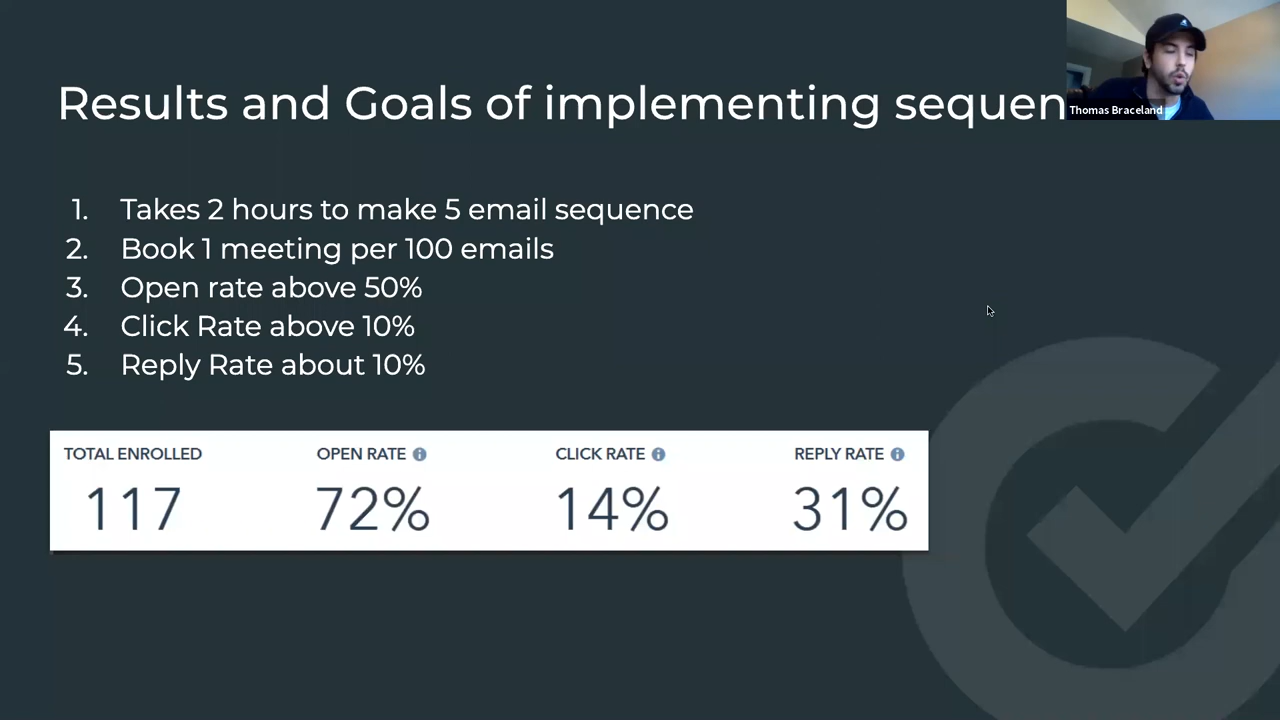 Results and Goals of implementing sequen
Thomas Braceland
1. Takes 2 hours to make 5 email sequence
2. Book 1 meeting per 100 emails
3. Open rate above 50%
4. Click Rate above 10%
5. Reply Rate about 10%
TOTAL ENROLLED OPEN RATE CLICK RATE REPLY RATE
117 72% 14% 31%